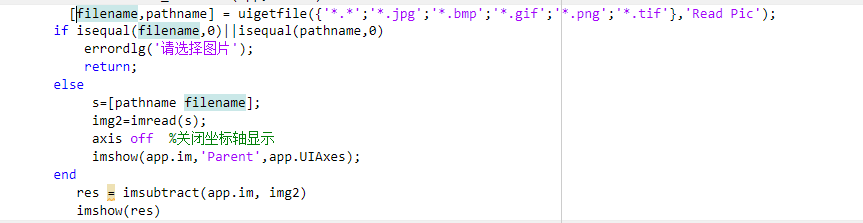 [filename,pathname] = uigetfile({'*.*';'*.jpg';'*.bmp';'*.gif';'*.png';'*.tif'},'Read Pic');
if isequal(filename,0)||isequal(pathname,0)
errordlg('请选择图片');
return;
else
s=[pathname filename];
img2=imread(s);
axis off %关闭坐标轴显示
imshow(app.im,'Parent',app.UIAxes);
end
res = imsubtract(app.im, img2)
imshow(res)